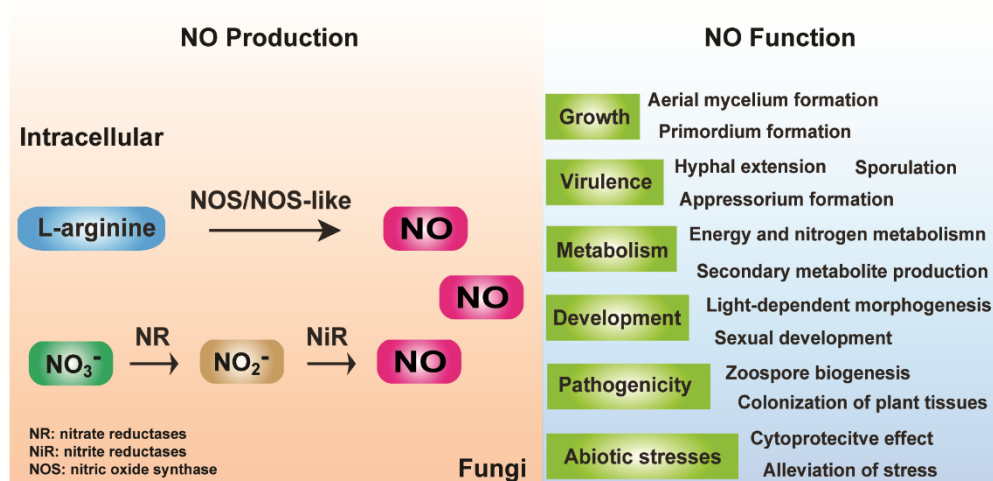 NO Production
Intracellular
L-arginine
NOS/NOS-like
NO
NO
NO₃⁻
NR
NO₂⁻
NiR
NO
NR: nitrate reductases
NiR: nitrite reductases
NOS: nitric oxide synthase
Fungi
NO Function
Growth
Aerial mycelium formation
Primordium formation
Virulence
Hyphal extension Sporulation
Appressorium formation
Metabolism
Energy and nitrogen metabolismn
Secondary metabolite production
Development
Light-dependent morphogenesis
Sexual development
Pathogenicity
Zoospore biogenesis
Colonization of plant tissues
Abiotic stresses
Cytoprotecitve effect
Alleviation of stress